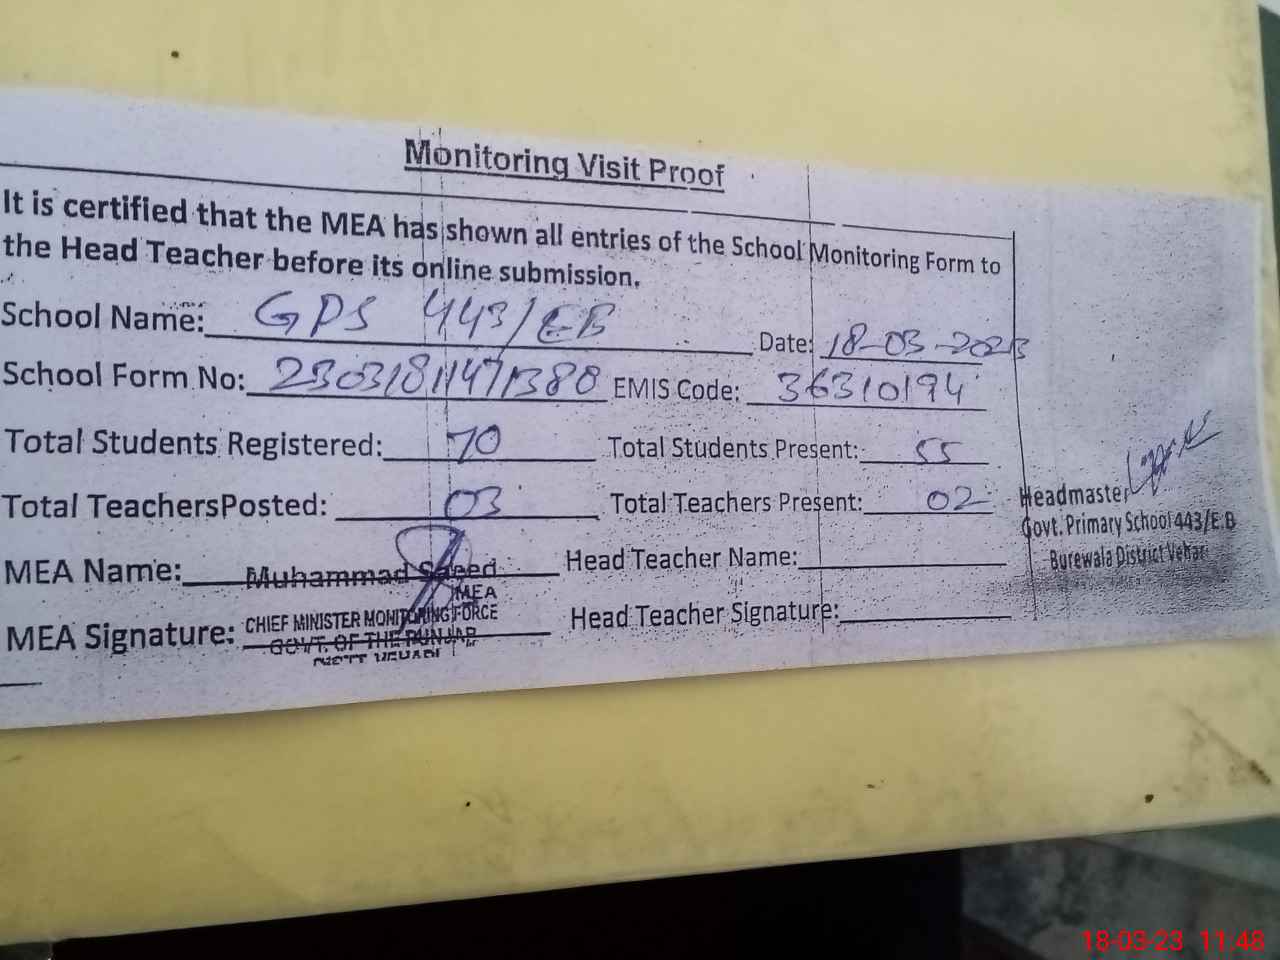 Monitoring Visit Proof
It is certified that the MEA has shown all entries of the School Monitoring Form to
the Head Teacher before its online submission.
School Name: GPS 443/EB Date: 18-03-2023
School Form No: 23031811471388 EMIS Code: 36310194
Total Students Registered: 70 Total Students Present: 55
Total TeachersPosted: 03 Total Teachers Present: 02
Headmaster
Govt. Primary School 443/E.B
Burewala District Vehari
MEA Name: Muhammad Saeed Head Teacher Name:
MEA
MEA Signature: CHIEF MINISTER MONITORING FORCE Head Teacher Signature:
GOVT. OF THE PUNJAB
DISTT VEHARI
18-03-23 11:48